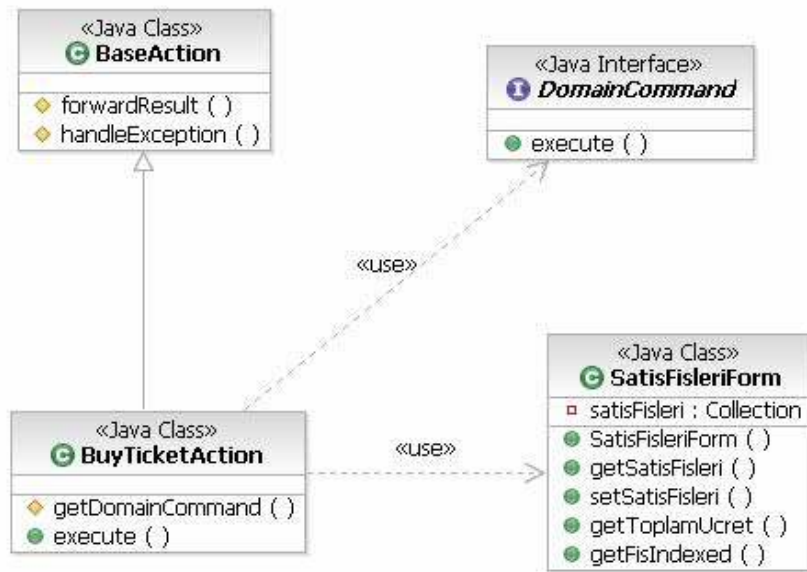 «Java Class»
BaseAction
forwardResult ( )
handleException ( )
«Java Interface»
DomainCommand
execute ( )
«use»
«Java Class»
SatisFisleriForm
satisFisleri : Collection
SatisFisleriForm ( )
getSatisFisleri ( )
setSatisFisleri ( )
getToplamUcret ( )
getFisIndexed ( )
«Java Class»
BuyTicketAction
getDomainCommand ( )
execute ( )
«use»